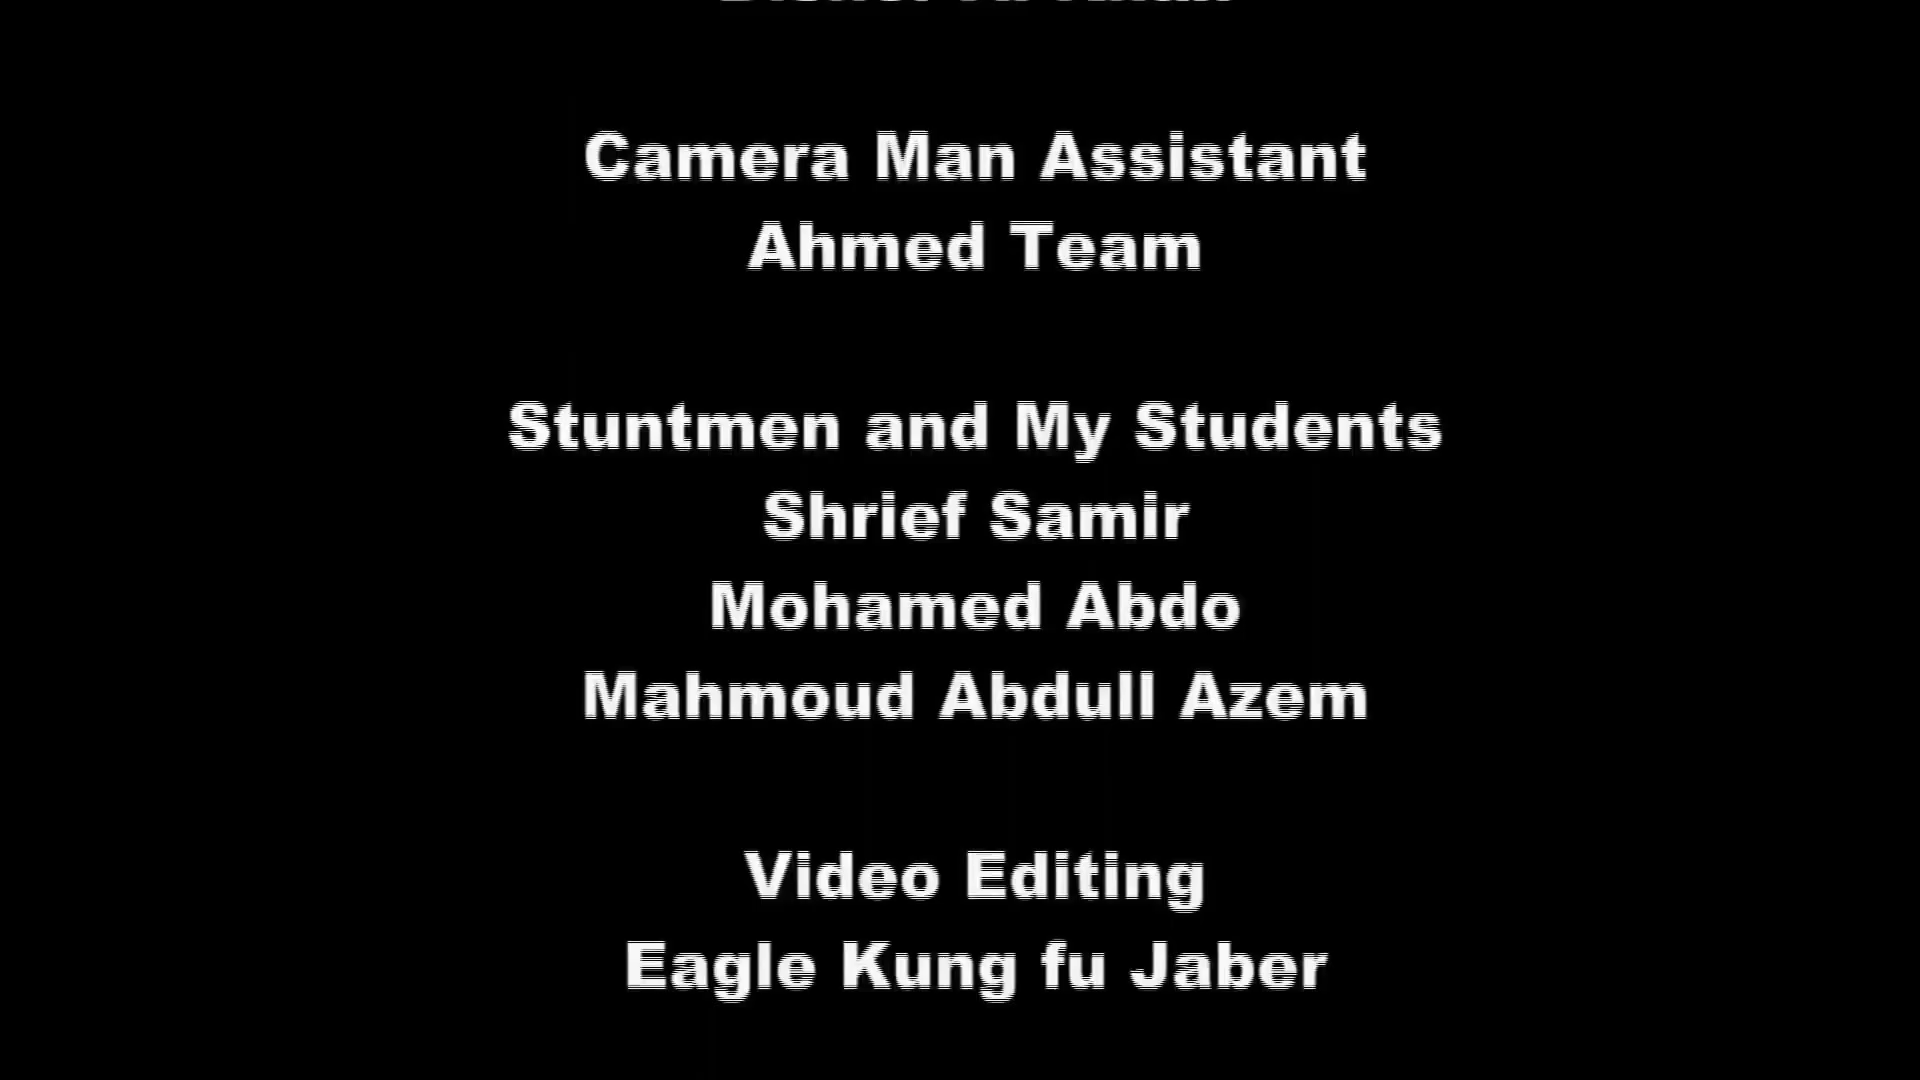 Camera Man Assistant
Ahmed Team
Stuntmen and My Students
Shrief Samir
Mohamed Abdo
Mahmoud Abdull Azem
Video Editing
Eagle Kung fu Jaber